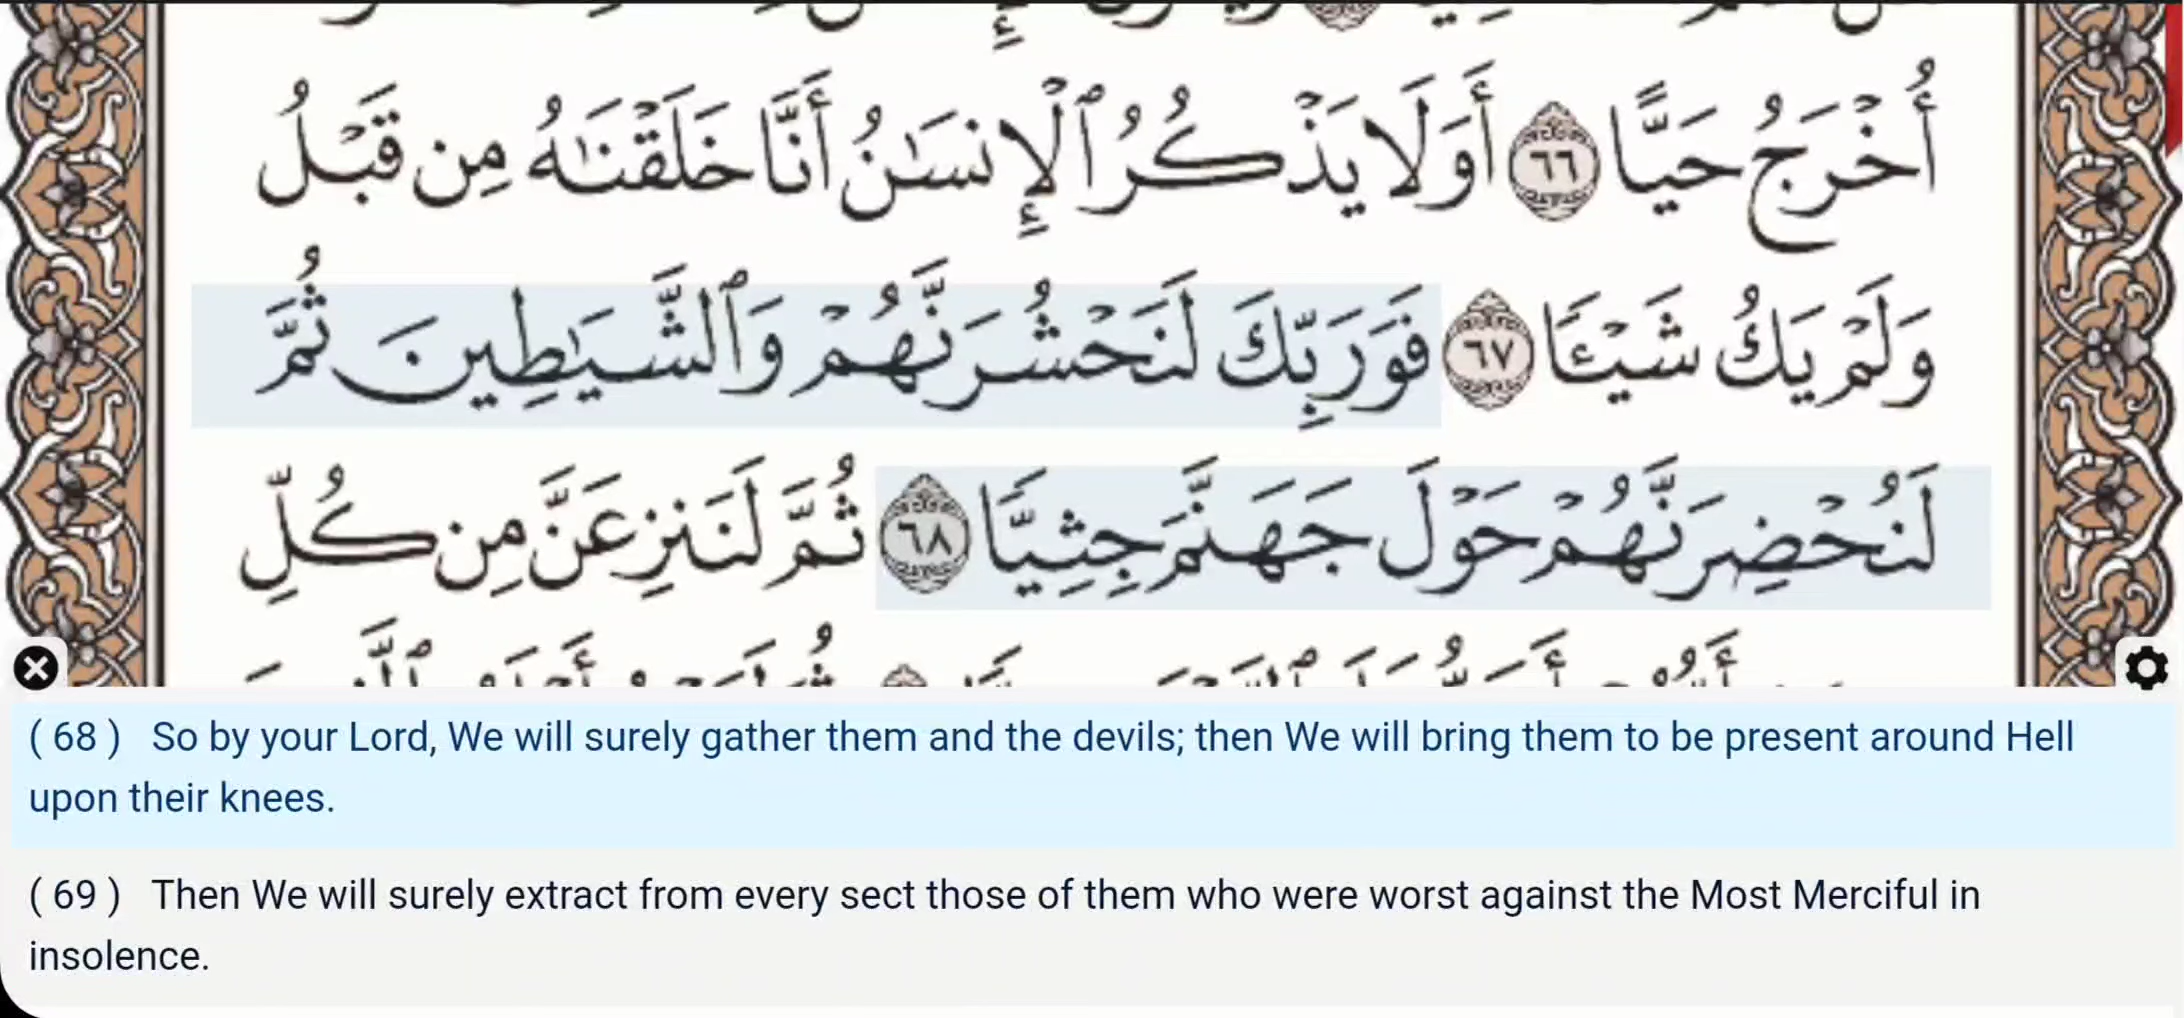 أُخْرَجُ حَيًّا ٦٦ أَوَلَا يَذْكُرُ ٱلْإِنسَٰنُ أَنَّا خَلَقْنَٰهُ مِن قَبْلُ
وَلَمْ يَكُ شَيْـًٔا ٦٧ فَوَرَبِّكَ لَنَحْشُرَنَّهُمْ وَٱلشَّيَٰطِينَ ثُمَّ
لَنُحْضِرَنَّهُمْ حَوْلَ جَهَنَّمَ جِثِيًّا ٦٨ ثُمَّ لَنَنزِعَنَّ مِن كُلِّ
( 68 ) So by your Lord, We will surely gather them and the devils; then We will bring them to be present around Hell
upon their knees.
( 69 ) Then We will surely extract from every sect those of them who were worst against the Most Merciful in
insolence.